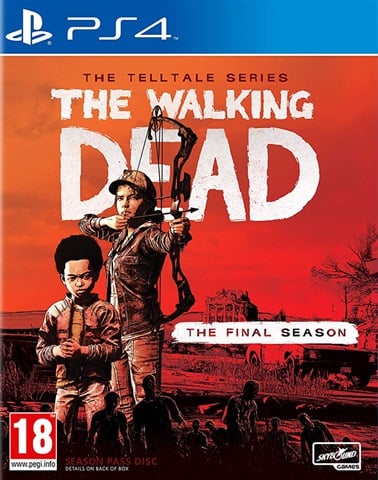 PS4
THE TELLTALE SERIES
THE WALKING
DEAD
THE FINAL SEASON
18
www.pegi.info
SEASON PASS DISC
DETAILS ON BACK OF BOX
SKYBOUND
GAMES